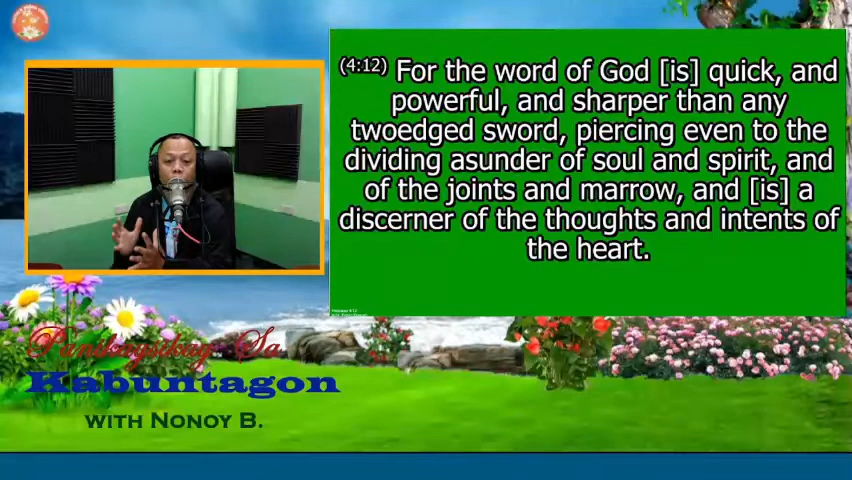 (4:12) For the word of God [is] quick, and
powerful, and sharper than any
twoedged sword, piercing even to the
dividing asunder of soul and spirit, and
of the joints and marrow, and [is] a
discerner of the thoughts and intents of
the heart.
Panikaysikay Sa
Kabuntagon
WITH NONOY B.